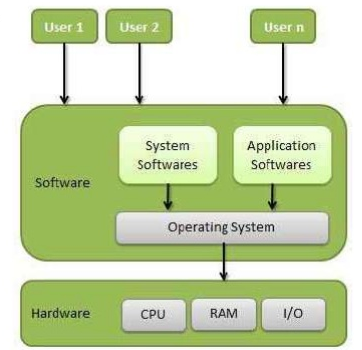 User 1
User 2
User n
System
Softwares
Application
Softwares
Software
Operating System
Hardware
CPU
RAM
I/O